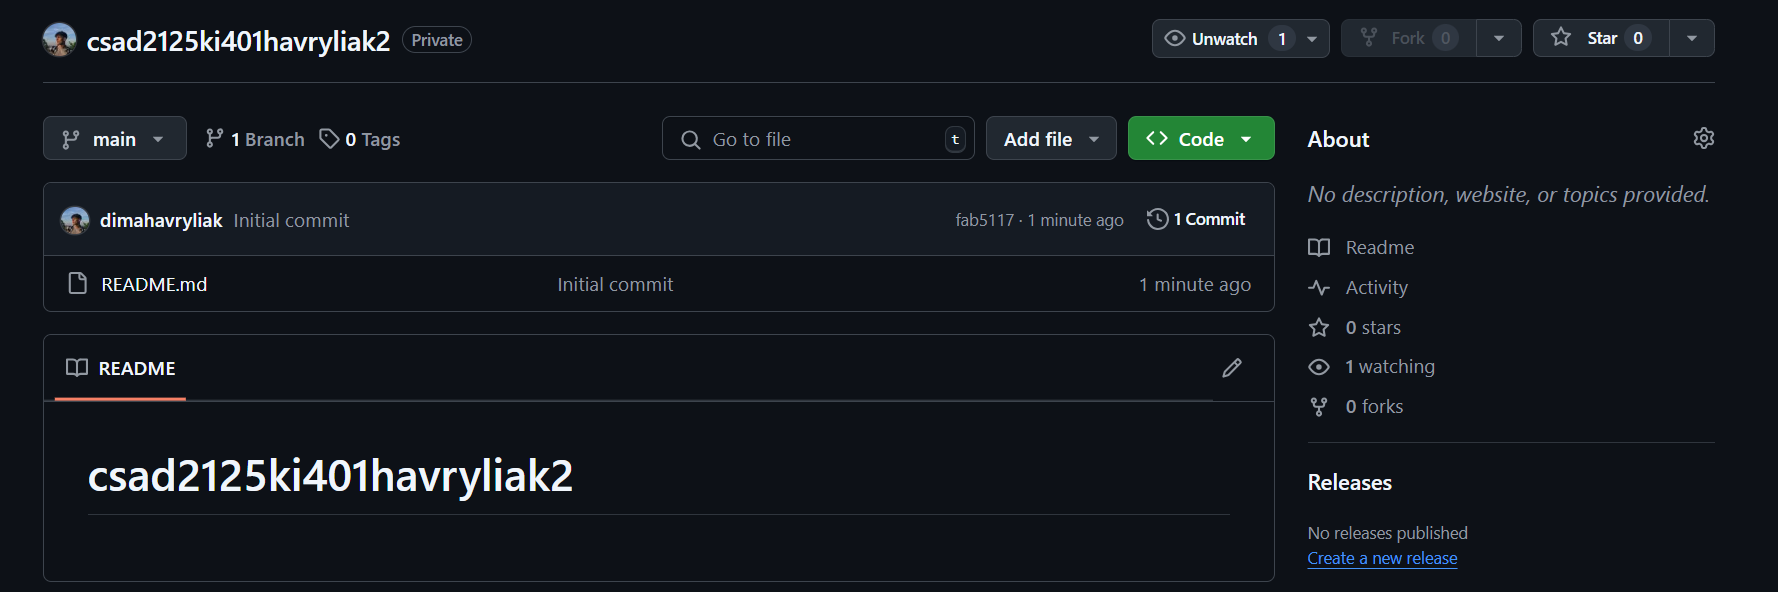 csad2125ki401havryliak2 Private Unwatch 1 Fork 0 Star 0
main 1 Branch 0 Tags Go to file t Add file Code
dimahavryliak Initial commit fab5117 · 1 minute ago 1 Commit
README.md Initial commit 1 minute ago
README
csad2125ki401havryliak2
About
No description, website, or topics provided.
Readme
Activity
0 stars
1 watching
0 forks
Releases
No releases published
Create a new release